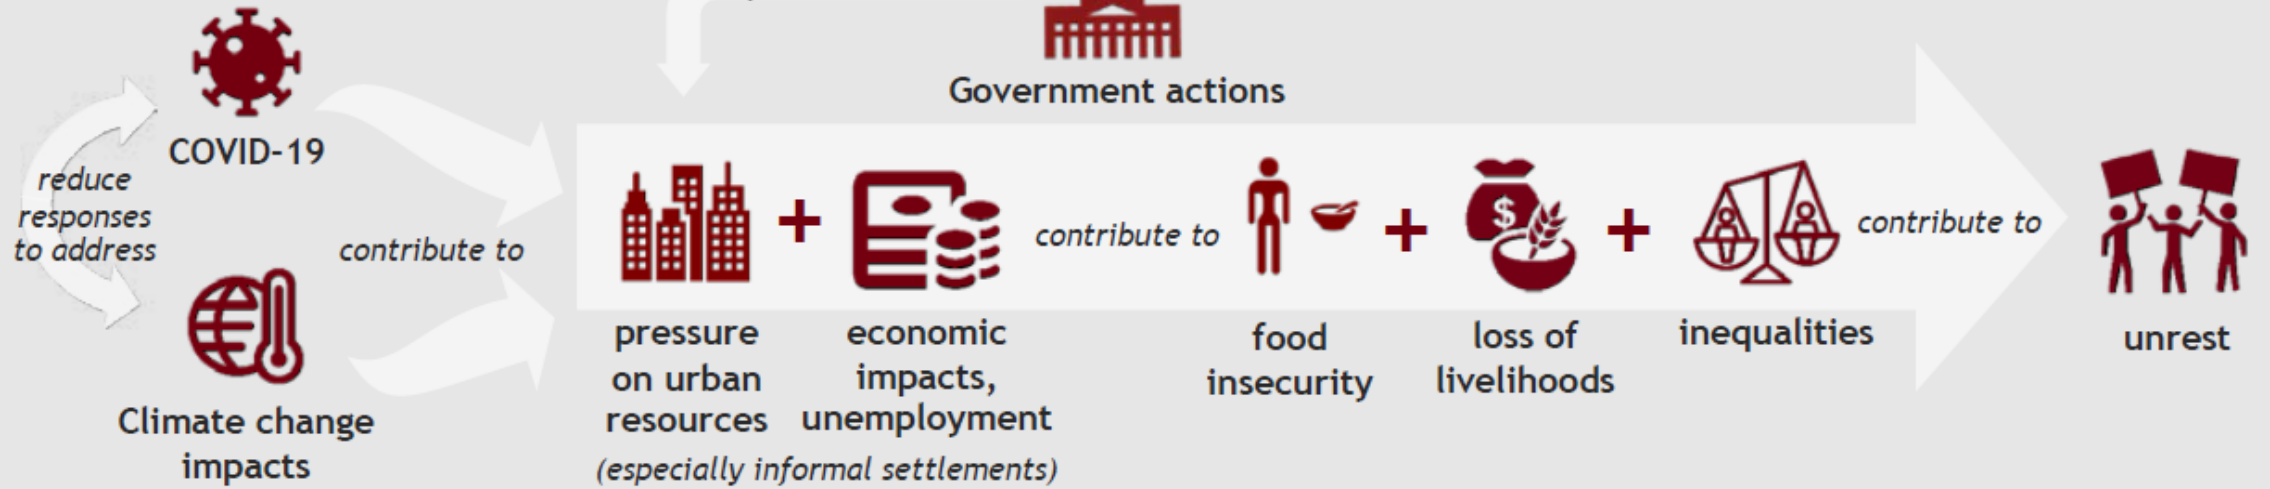 Government actions
COVID-19
reduce
responses
to address
contribute to
Climate change
impacts
$
contribute to
contribute to
pressure
on urban
resources
economic
impacts,
unemployment
(especially informal settlements)
food
insecurity
loss of
livelihoods
inequalities
unrest